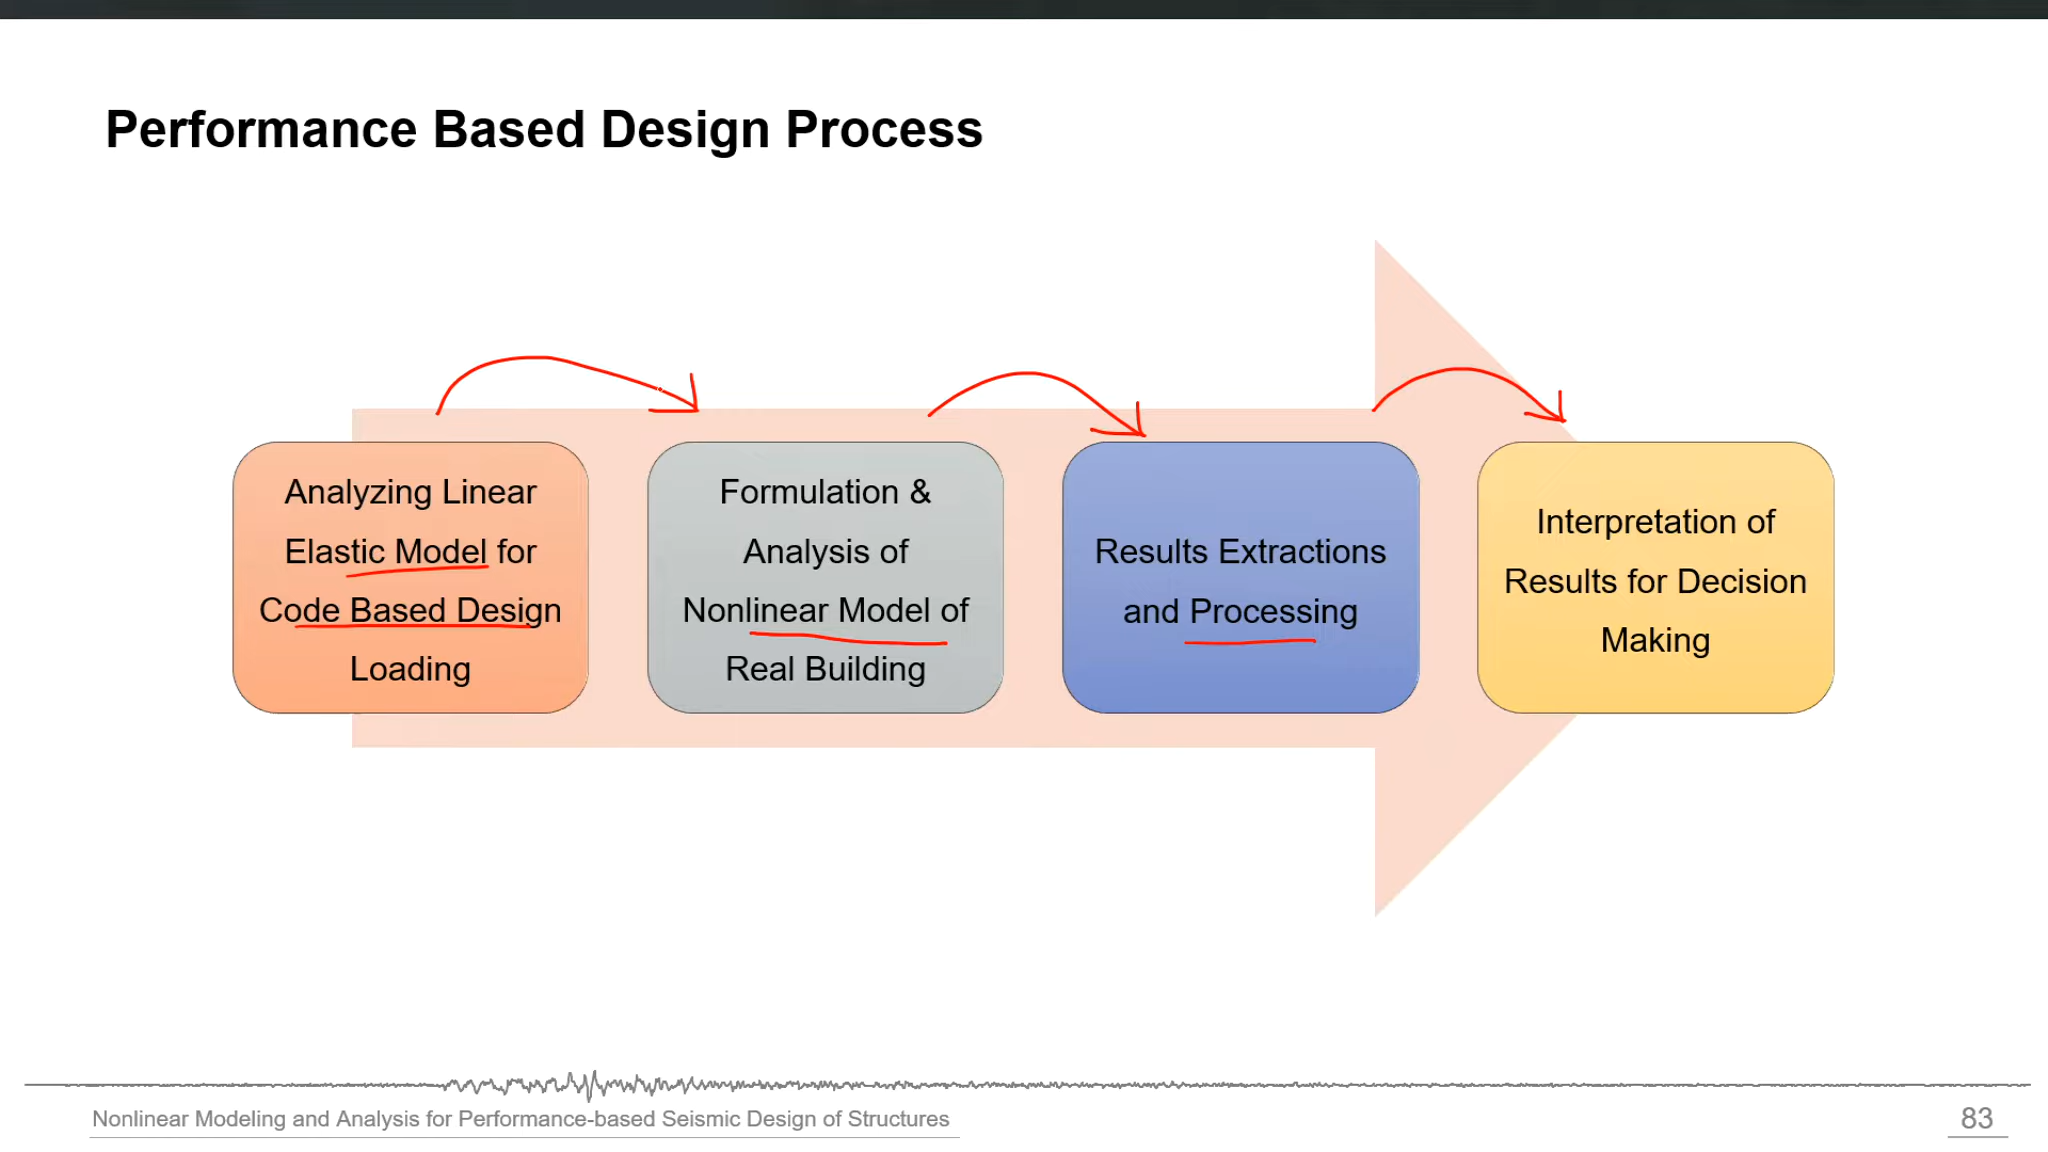 Performance Based Design Process
Analyzing Linear
Elastic Model for
Code Based Design
Loading
Formulation &
Analysis of
Nonlinear Model of
Real Building
Results Extractions
and Processing
Interpretation of
Results for Decision
Making
Nonlinear Modeling and Analysis for Performance-based Seismic Design of Structures
83